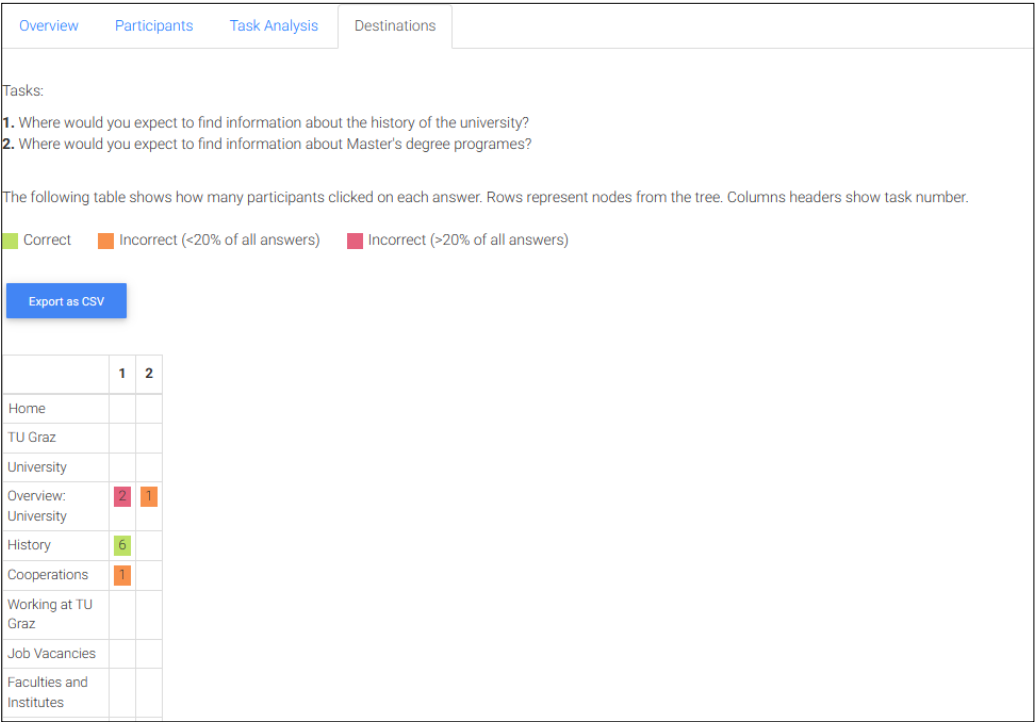 Overview Participants Task Analysis Destinations
Tasks:
1. Where would you expect to find information about the history of the university?
2. Where would you expect to find information about Master's degree programes?
The following table shows how many participants clicked on each answer. Rows represent nodes from the tree. Columns headers show task number.
Correct Incorrect (<20% of all answers) Incorrect (>20% of all answers)
Export as CSV
1 2
Home
TU Graz
University
Overview: 2 1
University
History 6
Cooperations 1
Working at TU
Graz
Job Vacancies
Faculties and
Institutes